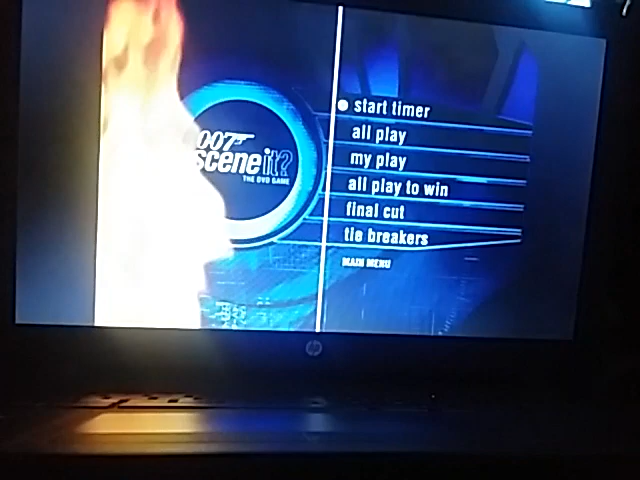 007
scene it?
THE DVD GAME
start timer
all play
my play
all play to win
final cut
tie breakers
MAIN MENU
hp